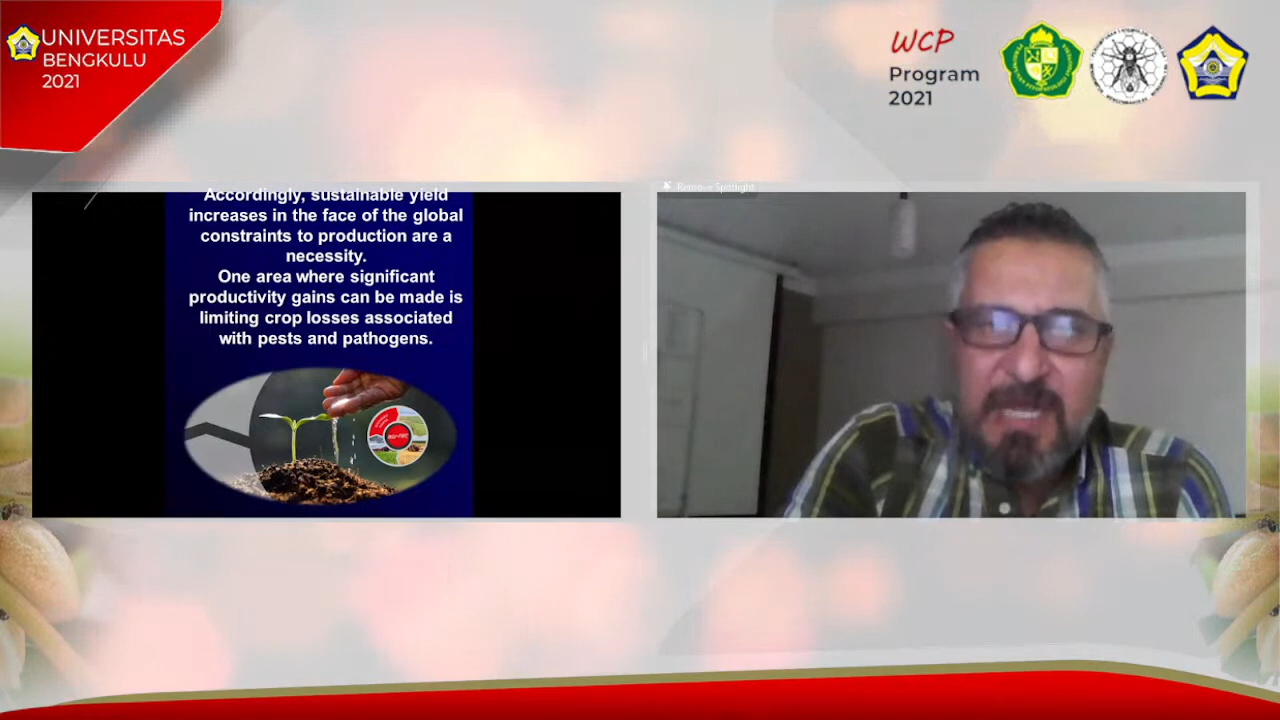 UNIVERSITAS
BENGKULU
2021
WCP
Program
2021
Remove Spotlight
Accordingly, sustainable yield
increases in the face of the global
constraints to production are a
necessity.
One area where significant
productivity gains can be made is
limiting crop losses associated
with pests and pathogens.